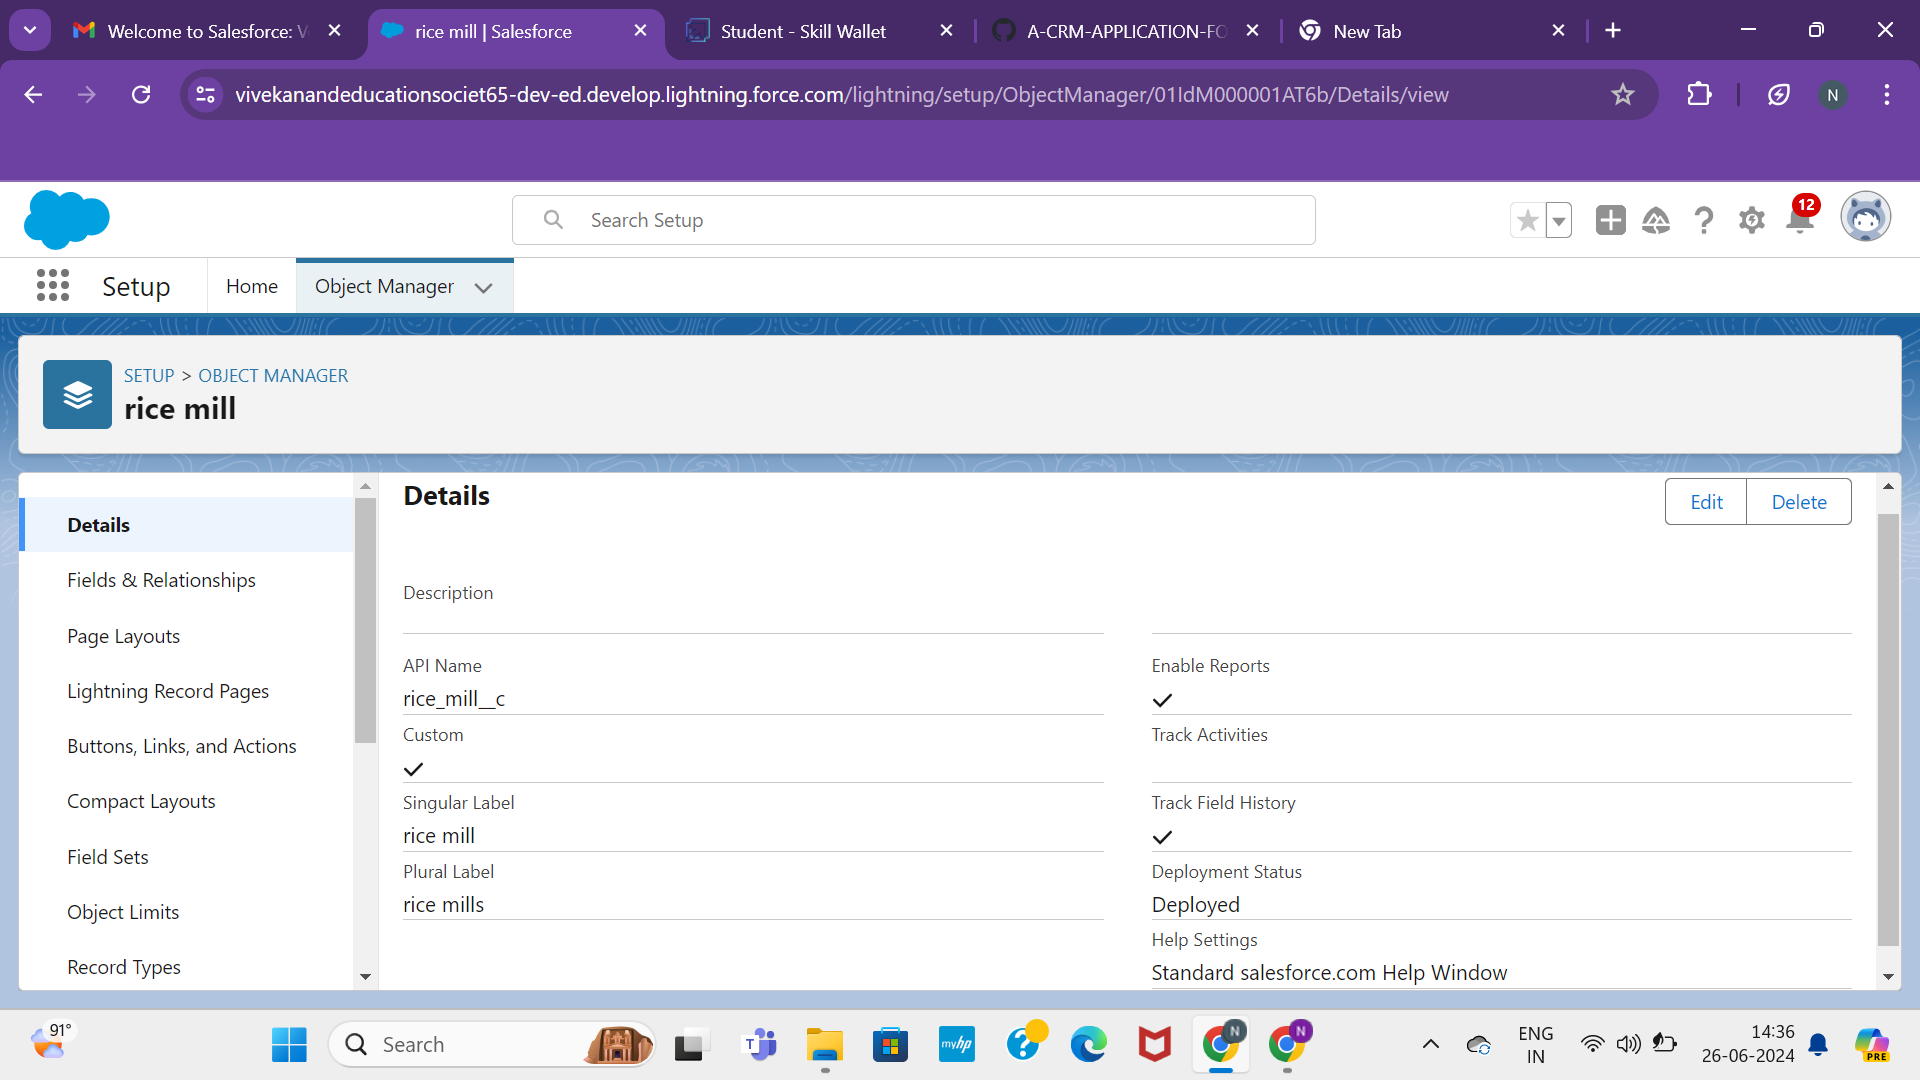 Welcome to Salesforce: V
rice mill | Salesforce
Student - Skill Wallet
A-CRM-APPLICATION-FO
New Tab
vivekanandeducationsociet65-dev-ed.develop.lightning.force.com/lightning/setup/ObjectManager/01IdM000001AT6b/Details/view
N
Search Setup
12
Setup
Home
Object Manager
SETUP > OBJECT MANAGER
rice mill
Details
Fields & Relationships
Page Layouts
Lightning Record Pages
Buttons, Links, and Actions
Compact Layouts
Field Sets
Object Limits
Record Types
Details
Edit
Delete
Description
API Name
rice_mill__c
Custom
Singular Label
rice mill
Plural Label
rice mills
Enable Reports
Track Activities
Track Field History
Deployment Status
Deployed
Help Settings
Standard salesforce.com Help Window
91°
Search
T
myhp
N
N
ENG
IN
14:36
26-06-2024
PRE